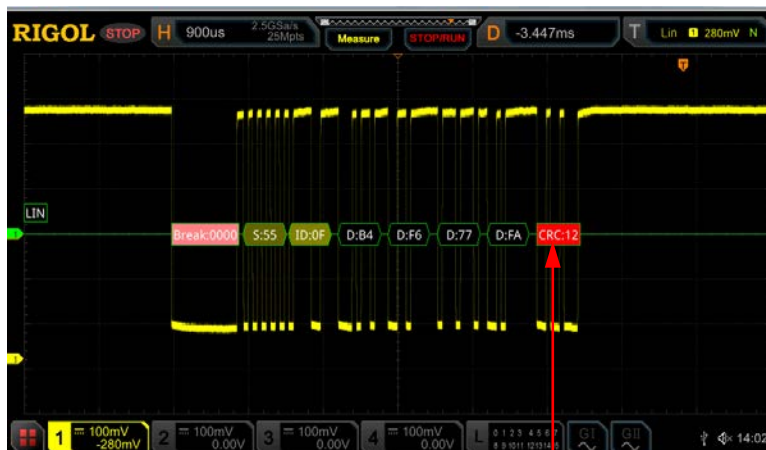 RIGOL STOP H 900us 2.5GSa/s 25Mpts Measure STOP/RUN D -3.447ms T Lin 1 280mV N
T
LIN
Break:0000 S:55 ID:0F D:B4 D:F6 D:77 D:FA CRC:12
1
1
1 100mV -280mV 2 100mV 0.00V 3 100mV 0.00V 4 100mV 0.00V L 0 1 2 3 4 5 6 7 8 9 10 11 12 13 14 15 GI GII 14:02